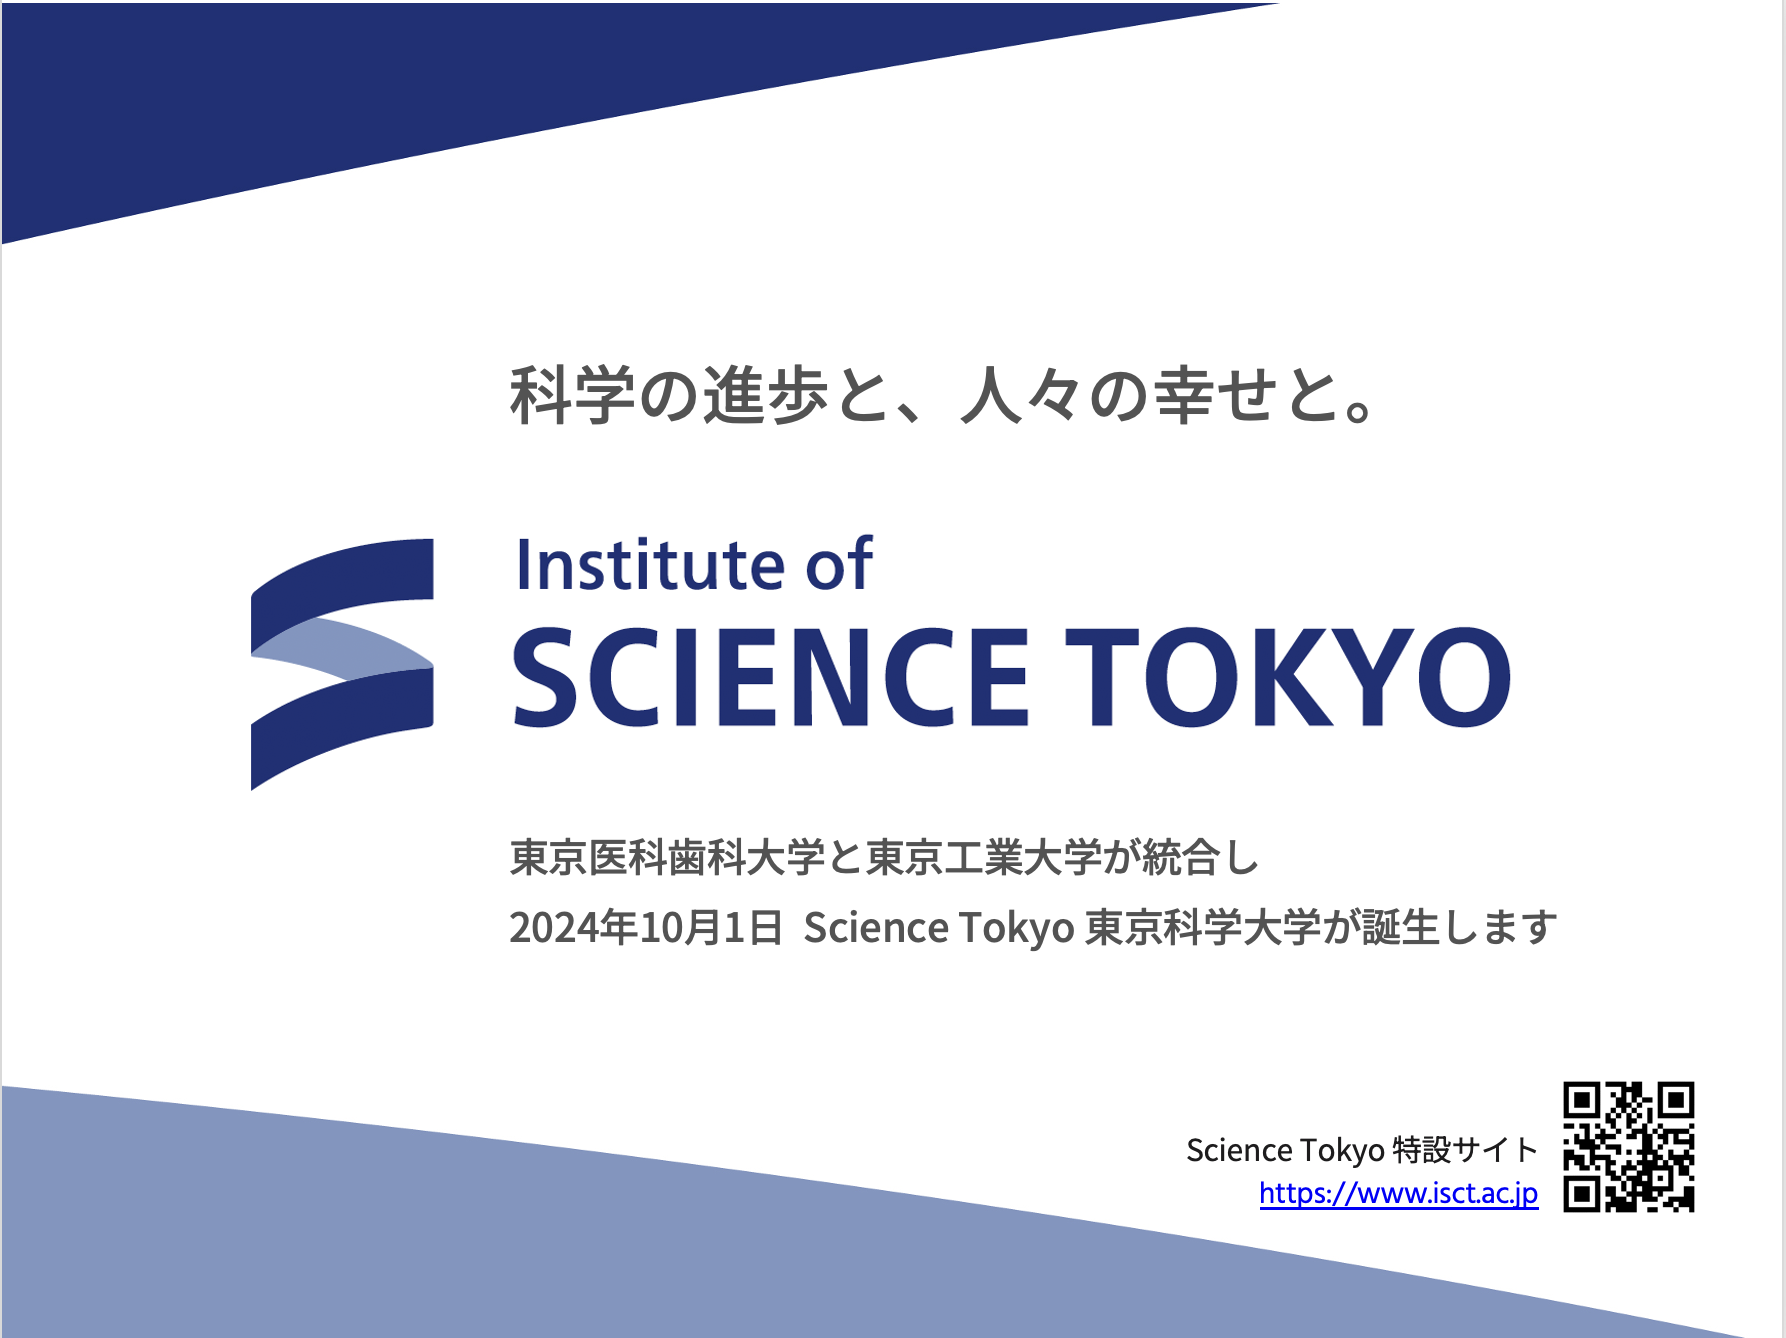 科学の進歩と、人々の幸せと。
Institute of
SCIENCE TOKYO
東京医科歯科大学と東京工業大学が統合し
2024年10月1日 Science Tokyo 東京科学大学が誕生します
Science Tokyo 特設サイト
https://www.isct.ac.jp